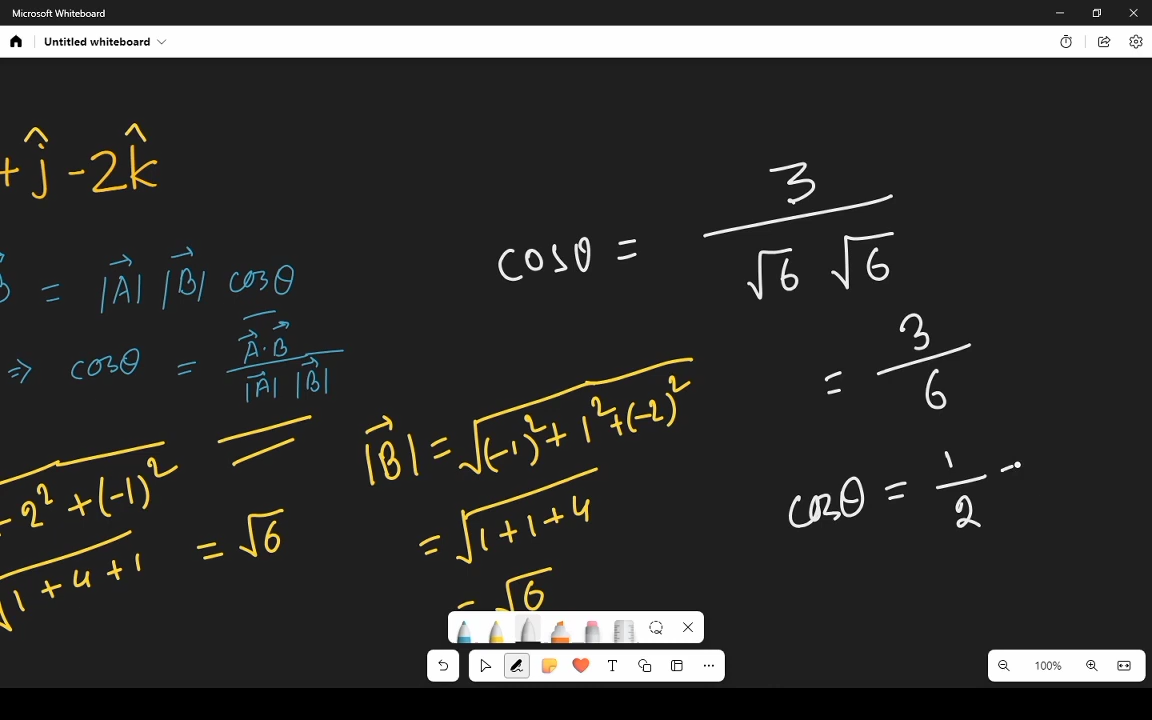 Microsoft Whiteboard
Untitled whiteboard
+ ĵ - 2k̂
B = |A| |B| cosθ
⇒ cosθ = A·B / |A| |B|
2² + (-1)²
√1 + 4 + 1 = √6
|B| = √(-1)² + 1² + (-2)²
= √1 + 1 + 4
= √6
cosθ = 3 / √6 √6
= 3 / 6
cosθ = 1 / 2
T
100%